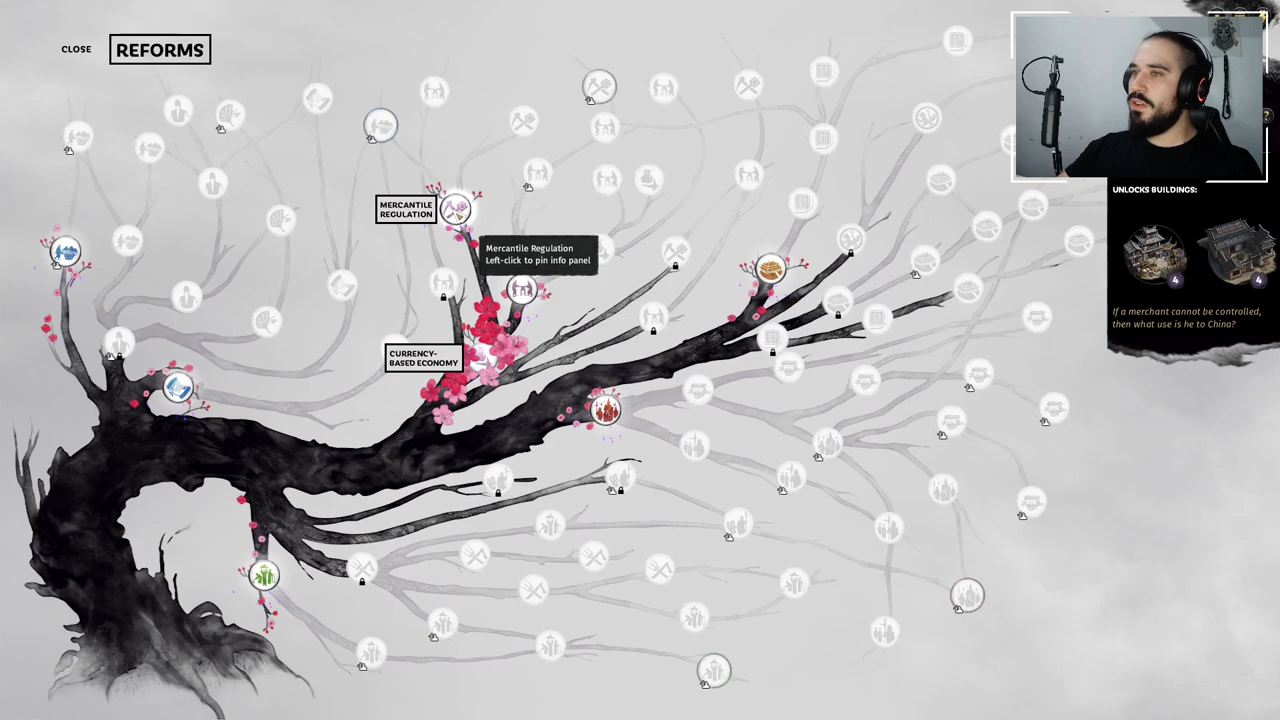 CLOSE
REFORMS
MERCANTILE
REGULATION
Mercantile Regulation
Left-click to pin info panel
CURRENCY-
BASED ECONOMY
?
UNLOCKS BUILDINGS:
4
4
If a merchant cannot be controlled,
then what use is he to China?